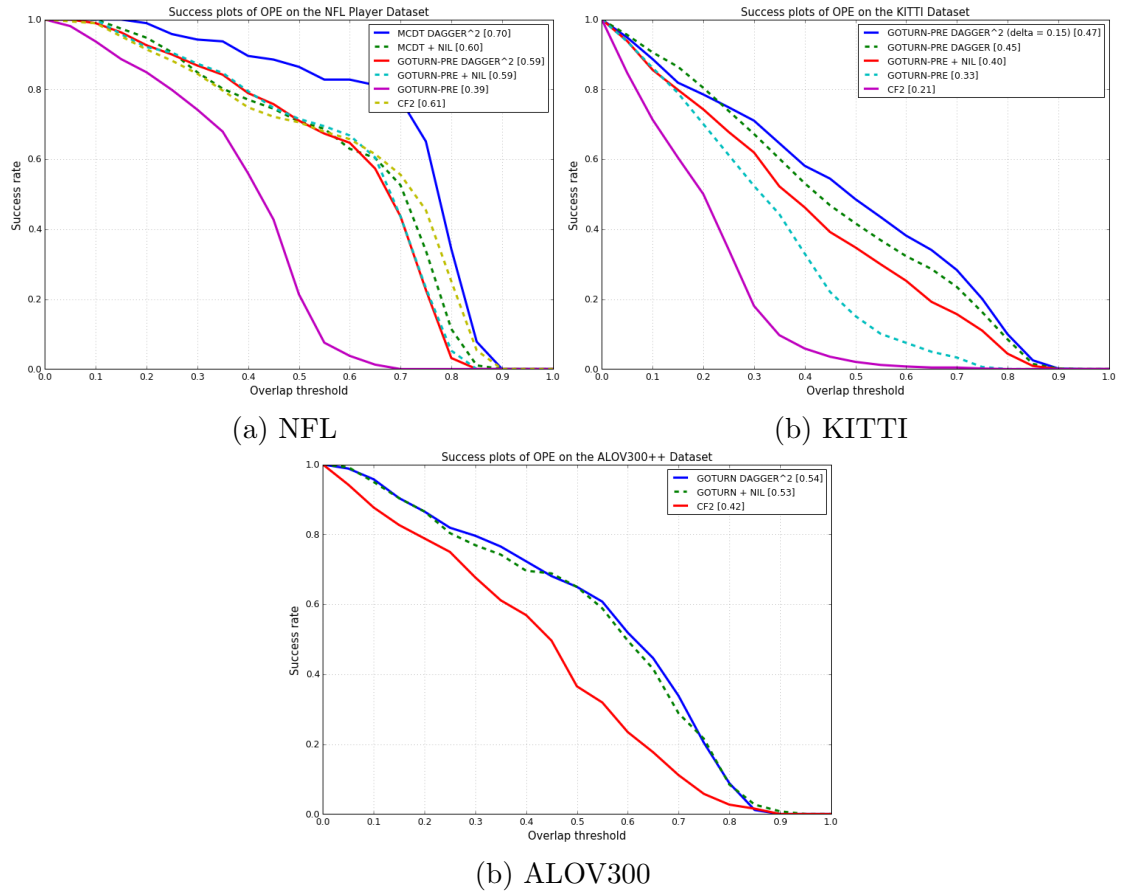 Success plots of OPE on the NFL Player Dataset
MCDT DAGGER^2 [0.70]
MCDT + NIL [0.60]
GOTURN-PRE DAGGER^2 [0.59]
GOTURN-PRE + NIL [0.59]
GOTURN-PRE [0.39]
CF2 [0.61]
Success rate
1.0
0.8
0.6
0.4
0.2
0.0
0.0 0.1 0.2 0.3 0.4 0.5 0.6 0.7 0.8 0.9 1.0
Overlap threshold
(a) NFL
Success plots of OPE on the KITTI Dataset
GOTURN-PRE DAGGER^2 (delta = 0.15) [0.47]
GOTURN-PRE DAGGER [0.45]
GOTURN-PRE + NIL [0.40]
GOTURN-PRE [0.33]
CF2 [0.21]
Success rate
1.0
0.8
0.6
0.4
0.2
0.0
0.0 0.1 0.2 0.3 0.4 0.5 0.6 0.7 0.8 0.9 1.0
Overlap threshold
(b) KITTI
Success plots of OPE on the ALOV300++ Dataset
GOTURN DAGGER^2 [0.54]
GOTURN + NIL [0.53]
CF2 [0.42]
Success rate
1.0
0.8
0.6
0.4
0.2
0.0
0.0 0.1 0.2 0.3 0.4 0.5 0.6 0.7 0.8 0.9 1.0
Overlap threshold
(b) ALOV300